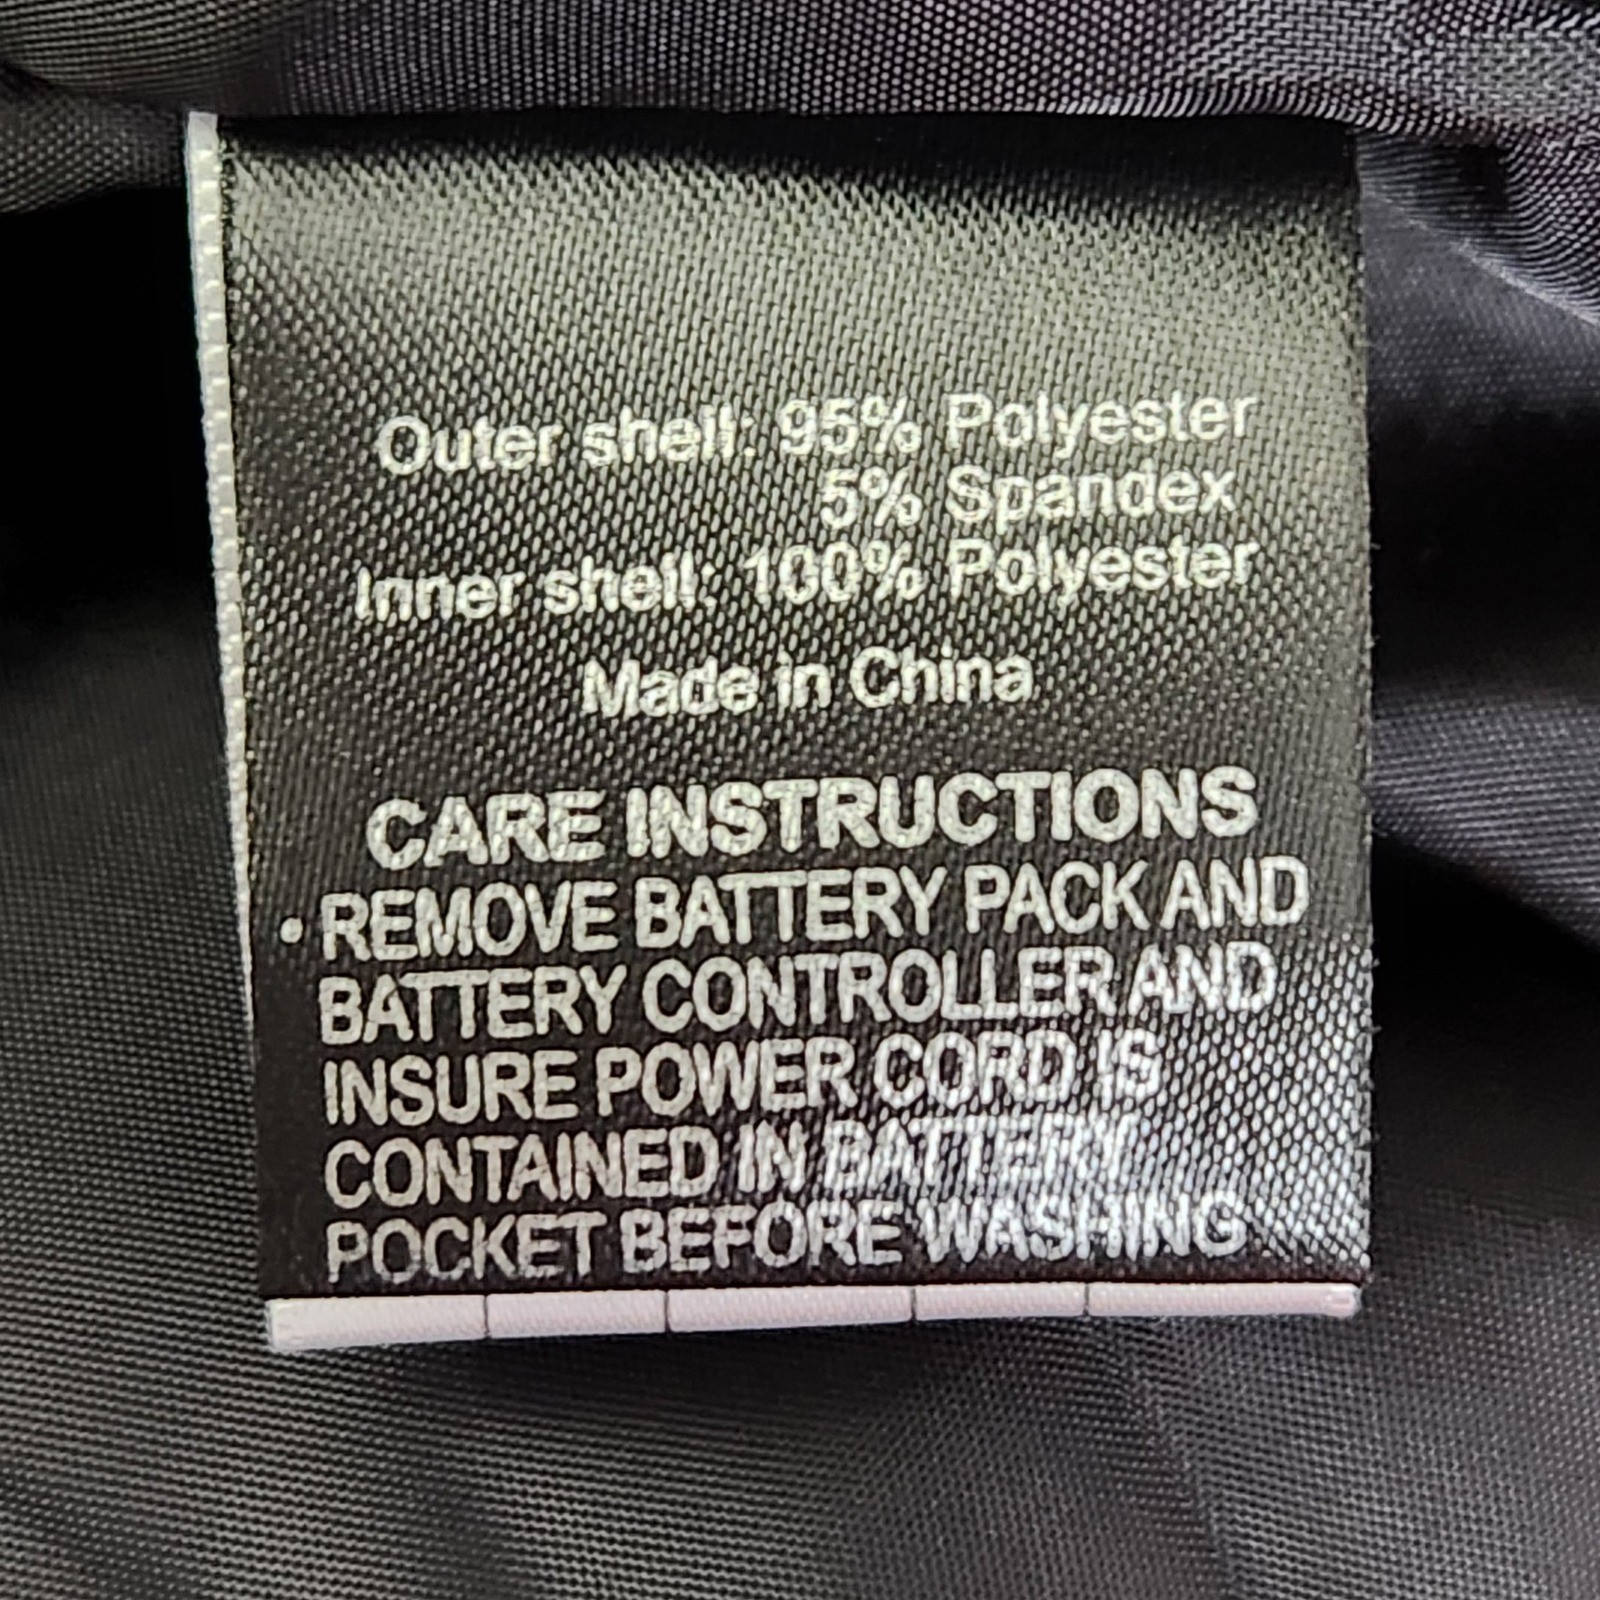 Outer shell: 95% Polyester
5% Spandex
Inner shell: 100% Polyester
Made in China
CARE INSTRUCTIONS
• REMOVE BATTERY PACK AND
BATTERY CONTROLLER AND
INSURE POWER CORD IS
CONTAINED IN BATTERY
POCKET BEFORE WASHING